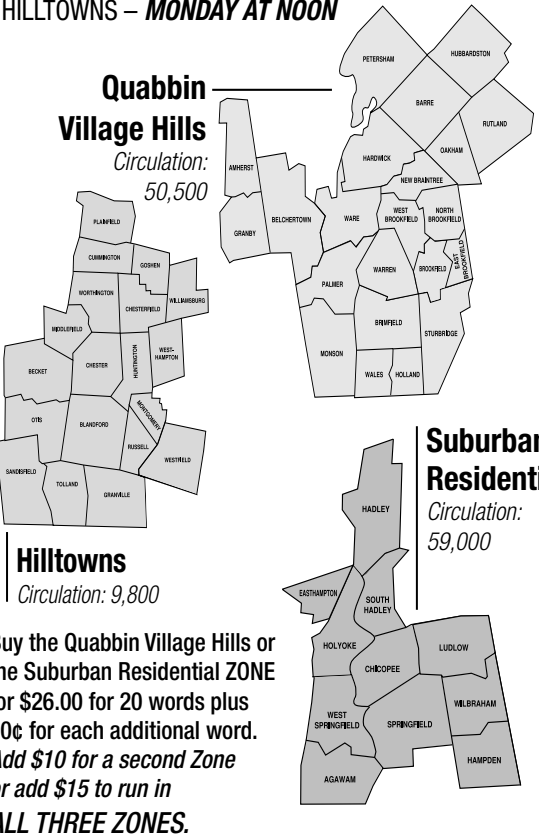 HILLTOWNS – MONDAY AT NOON
Quabbin
Village Hills
Circulation:
50,500
PETERSHAM
HUBBARDSTON
BARRE
RUTLAND
OAKHAM
HARDWICK
NEW BRAINTREE
AMHERST
BELCHERTOWN
GRANBY
WARE
WEST
BROOKFIELD
NORTH
BROOKFIELD
WARREN
BROOKFIELD
EAST
BROOKFIELD
PALMER
BRIMFIELD
STURBRIDGE
MONSON
WALES
HOLLAND
PLAINFIELD
CUMMINGTON
GOSHEN
WORTHINGTON
CHESTERFIELD
WILLIAMSBURG
MIDDLEFIELD
HUNTINGTON
WEST-
HAMPTON
BECKET
CHESTER
MONTGOMERY
OTIS
BLANDFORD
RUSSELL
WESTFIELD
SANDISFIELD
TOLLAND
GRANVILLE
Hilltowns
Circulation: 9,800
Suburban
Residenti
Circulation:
59,000
HADLEY
EASTHAMPTON
SOUTH
HADLEY
HOLYOKE
CHICOPEE
LUDLOW
WEST
SPRINGFIELD
SPRINGFIELD
WILBRAHAM
AGAWAM
HAMPDEN
uy the Quabbin Village Hills or
he Suburban Residential ZONE
or $26.00 for 20 words plus
0¢ for each additional word.
Add $10 for a second Zone
r add $15 to run in
ALL THREE ZONES.